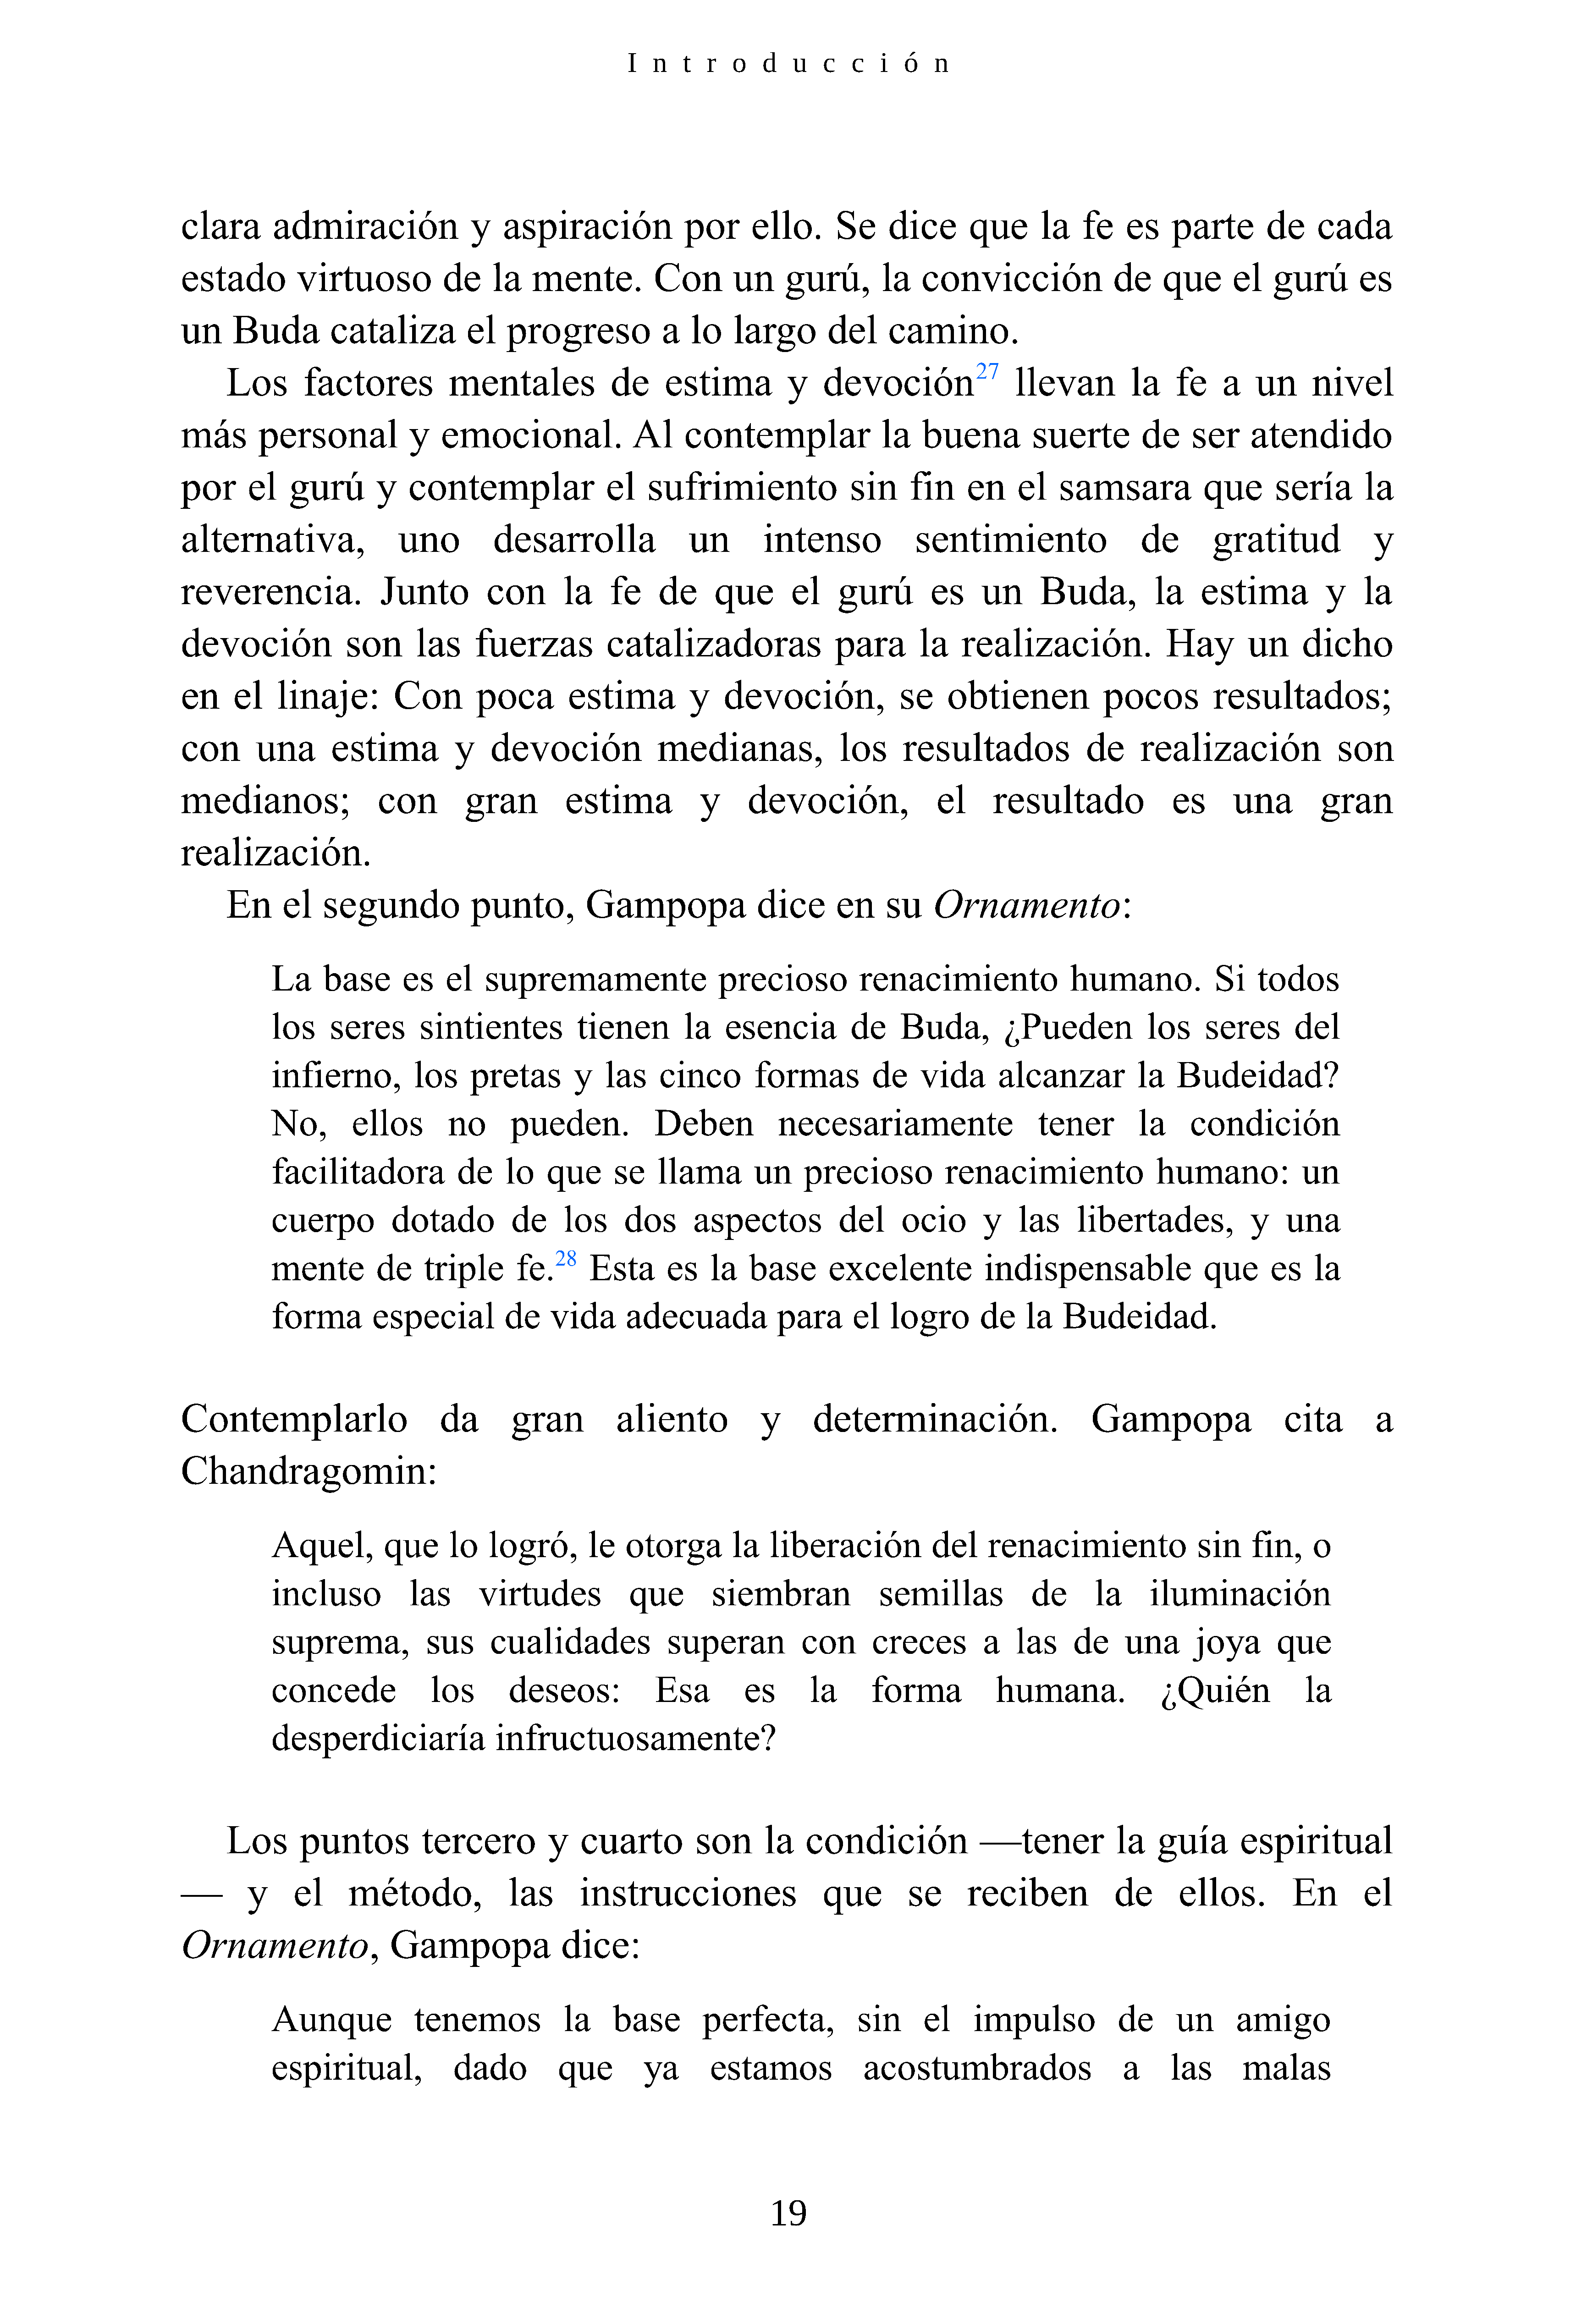 Introducción
clara admiración y aspiración por ello. Se dice que la fe es parte de cada
estado virtuoso de la mente. Con un gurú, la convicción de que el gurú es
un Buda cataliza el progreso a lo largo del camino.
Los factores mentales de estima y devoción27 llevan la fe a un nivel
más personal y emocional. Al contemplar la buena suerte de ser atendido
por el gurú y contemplar el sufrimiento sin fin en el samsara que sería la
alternativa, uno desarrolla un intenso sentimiento de gratitud y
reverencia. Junto con la fe de que el gurú es un Buda, la estima y la
devoción son las fuerzas catalizadoras para la realización. Hay un dicho
en el linaje: Con poca estima y devoción, se obtienen pocos resultados;
con una estima y devoción medianas, los resultados de realización son
medianos; con gran estima y devoción, el resultado es una gran
realización.
En el segundo punto, Gampopa dice en su Ornamento:
La base es el supremamente precioso renacimiento humano. Si todos
los seres sintientes tienen la esencia de Buda, ¿Pueden los seres del
infierno, los pretas y las cinco formas de vida alcanzar la Budeidad?
No, ellos no pueden. Deben necesariamente tener la condición
facilitadora de lo que se llama un precioso renacimiento humano: un
cuerpo dotado de los dos aspectos del ocio y las libertades, y una
mente de triple fe.28 Esta es la base excelente indispensable que es la
forma especial de vida adecuada para el logro de la Budeidad.
Contemplarlo da gran aliento y determinación. Gampopa cita a
Chandragomin:
Aquel, que lo logró, le otorga la liberación del renacimiento sin fin, o
incluso las virtudes que siembran semillas de la iluminación
suprema, sus cualidades superan con creces a las de una joya que
concede los deseos: Esa es la forma humana. ¿Quién la
desperdiciaría infructuosamente?
Los puntos tercero y cuarto son la condición —tener la guía espiritual
— y el método, las instrucciones que se reciben de ellos. En el
Ornamento, Gampopa dice:
Aunque tenemos la base perfecta, sin el impulso de un amigo
espiritual, dado que ya estamos acostumbrados a las malas
19